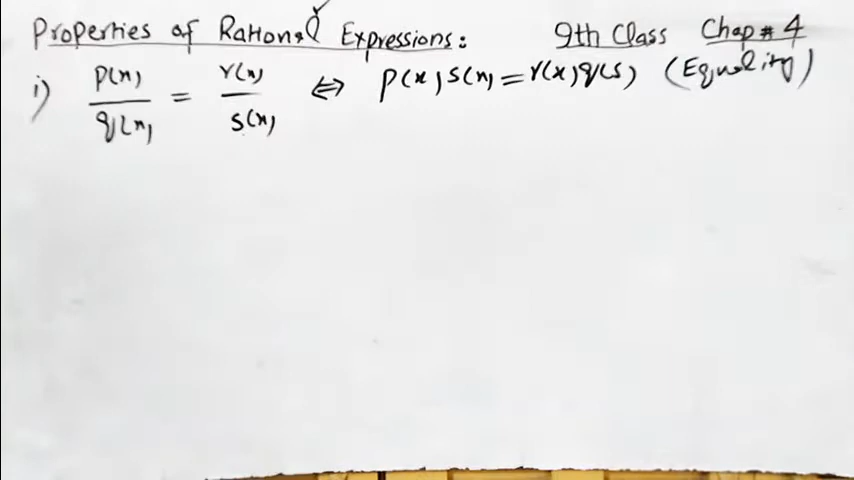 Properties of Rational Expressions: 9th Class Chap # 4
i) p(x)/q(x) = r(x)/s(x) ⇔ p(x) s(x) = r(x) q(s) (Equality)